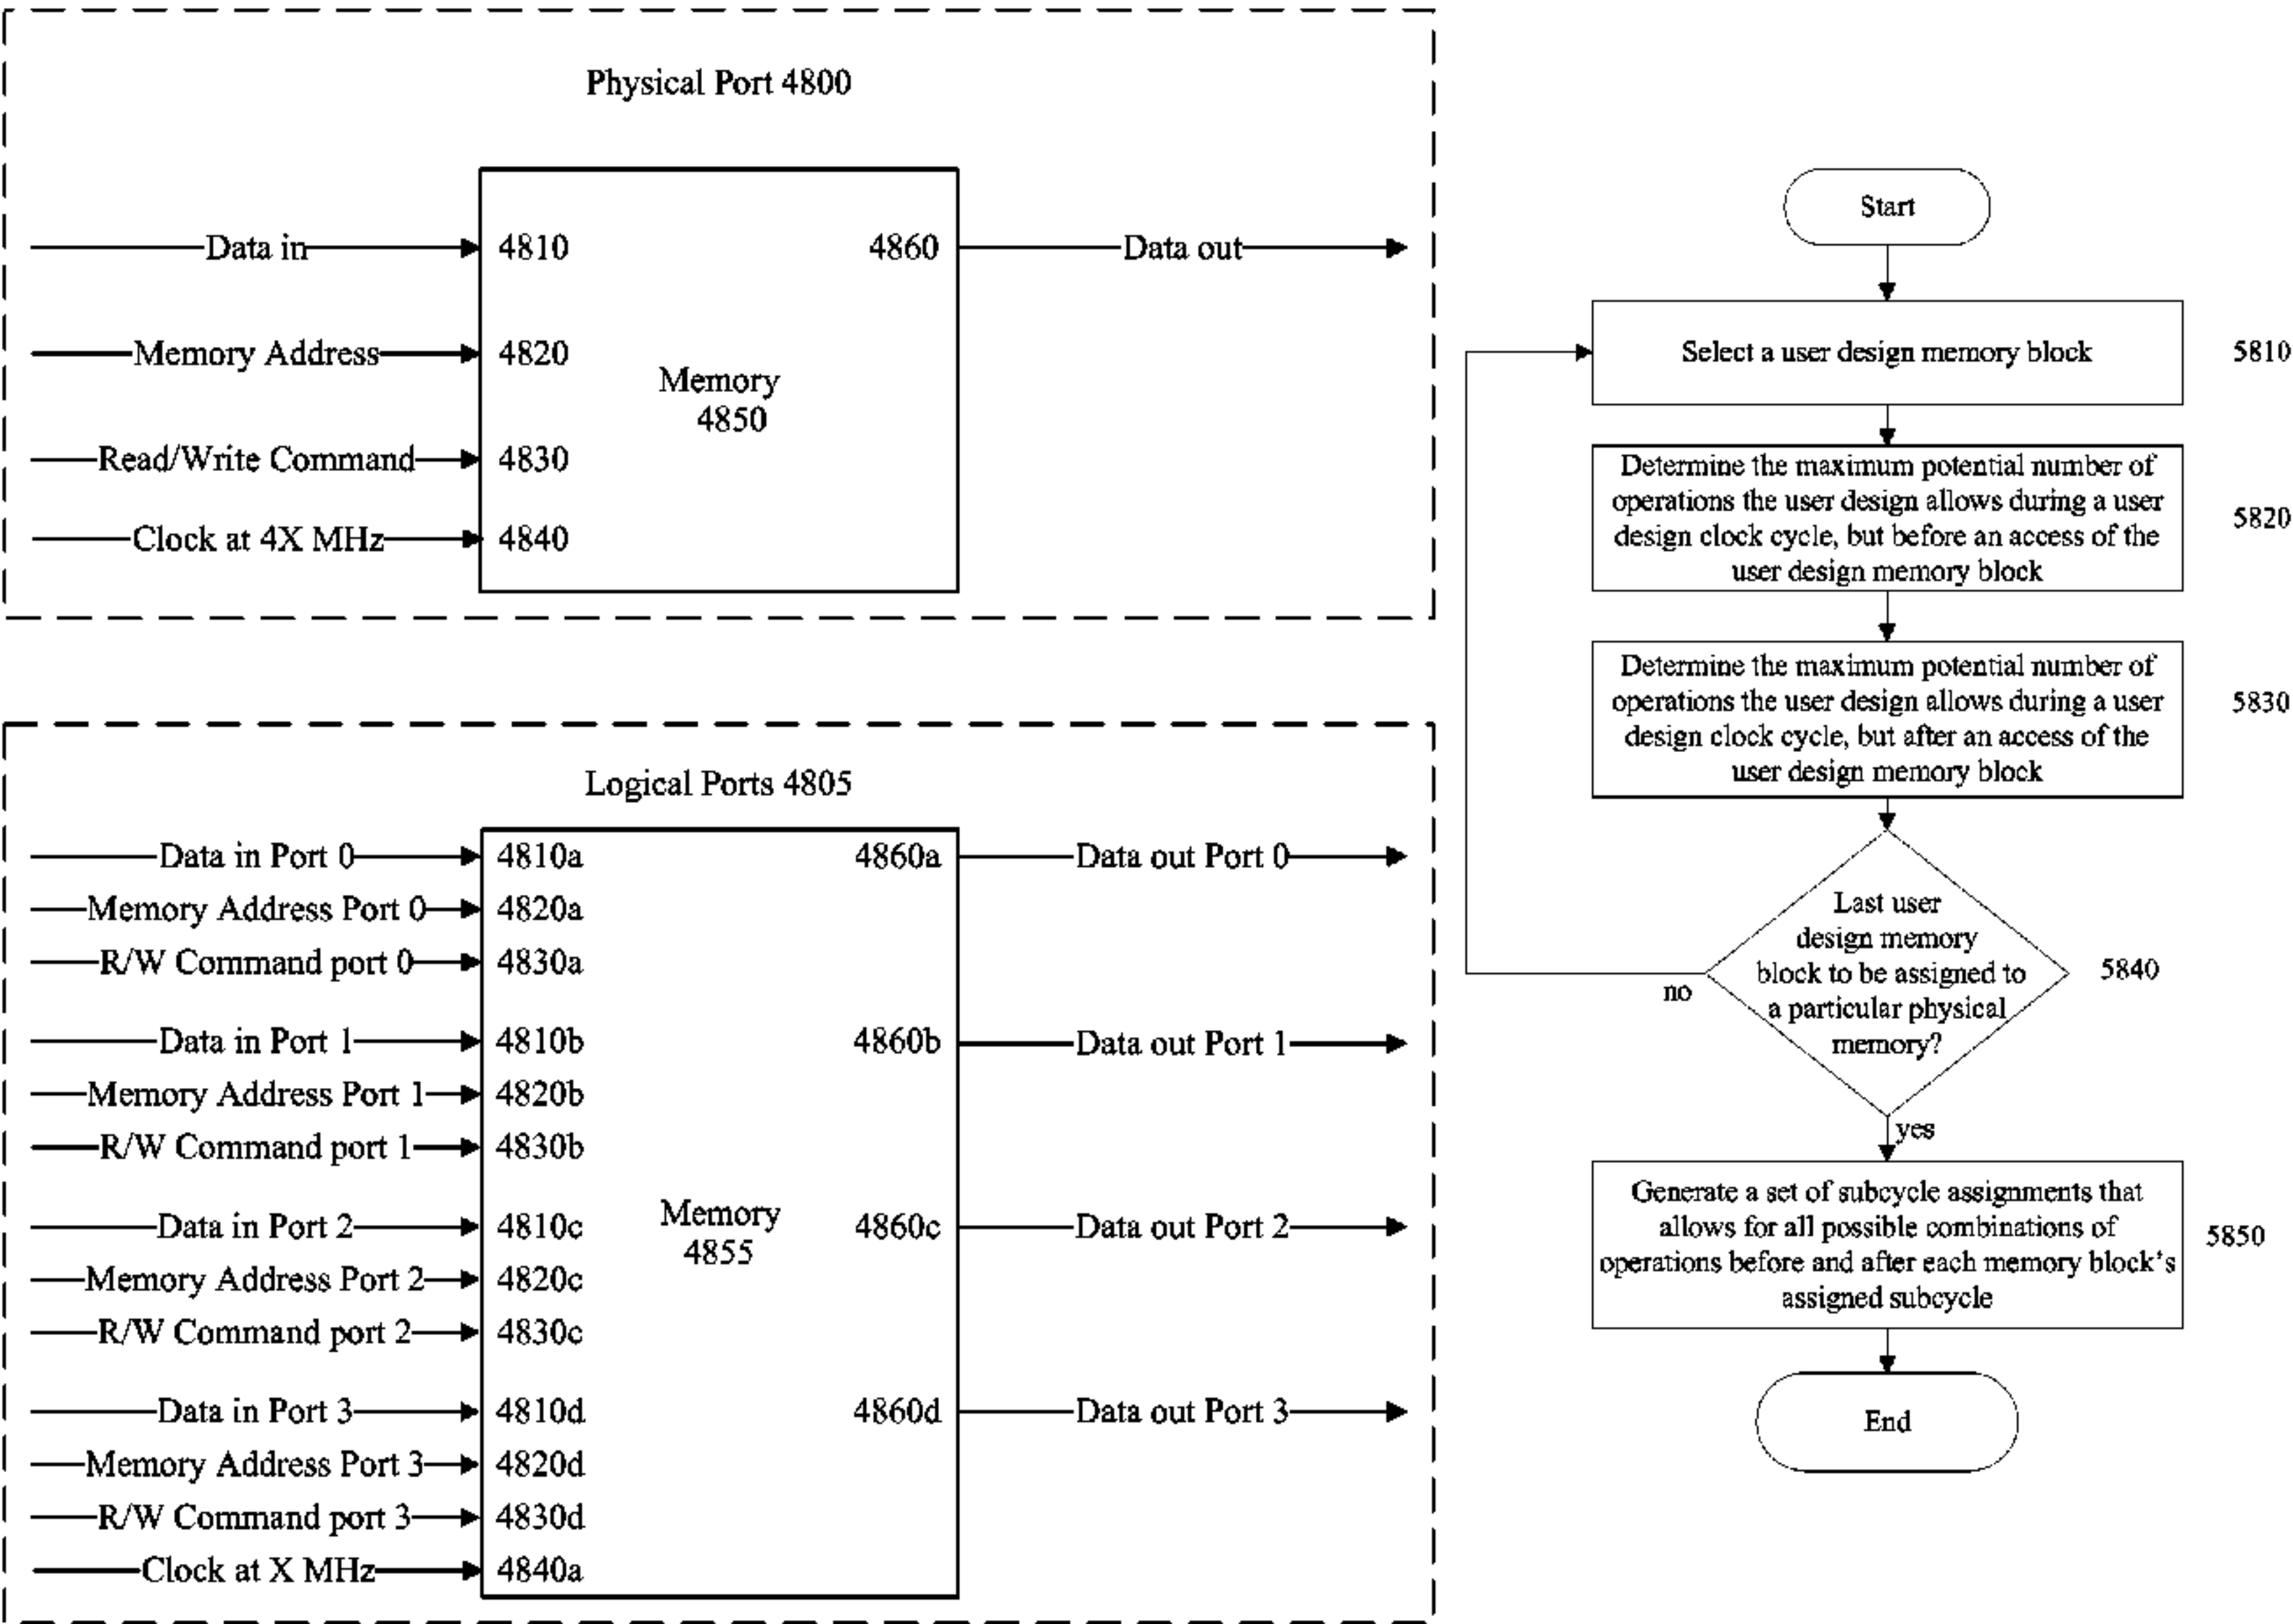 Physical Port 4800
Data in
4810
4860
Data out
Memory Address
4820
Memory
4850
Read/Write Command
4830
Clock at 4X MHz
4840
Logical Ports 4805
Data in Port 0
4810a
4860a
Data out Port 0
Memory Address Port 0
4820a
R/W Command port 0
4830a
Data in Port 1
4810b
4860b
Data out Port 1
Memory Address Port 1
4820b
R/W Command port 1
4830b
Data in Port 2
4810c
Memory
4855
4860c
Data out Port 2
Memory Address Port 2
4820c
R/W Command port 2
4830c
Data in Port 3
4810d
4860d
Data out Port 3
Memory Address Port 3
4820d
R/W Command port 3
4830d
Clock at X MHz
4840a
Start
Select a user design memory block
5810
Determine the maximum potential number of
operations the user design allows during a user
design clock cycle, but before an access of the
user design memory block
5820
Determine the maximum potential number of
operations the user design allows during a user
design clock cycle, but after an access of the
user design memory block
5830
Last user
design memory
block to be assigned to
a particular physical
memory?
5840
no
yes
Generate a set of subcycle assignments that
allows for all possible combinations of
operations before and after each memory block's
assigned subcycle
5850
End